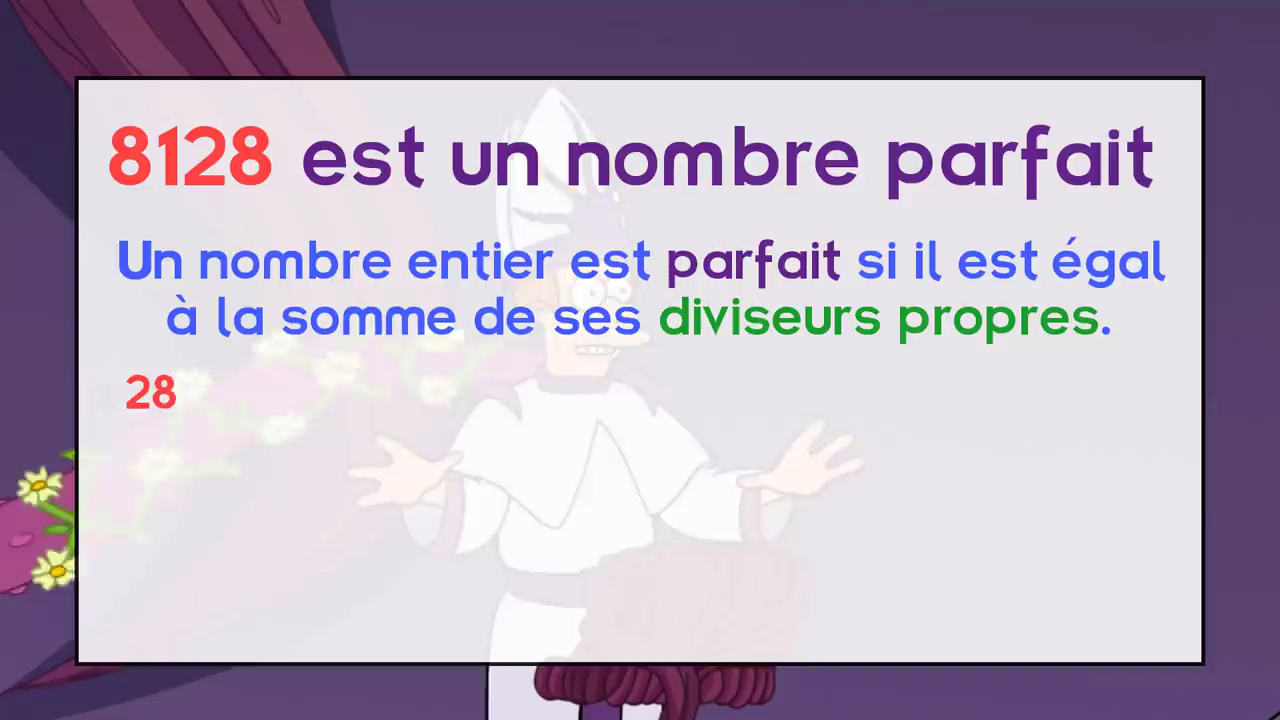 8128 est un nombre parfait
Un nombre entier est parfait si il est égal
à la somme de ses diviseurs propres.
28